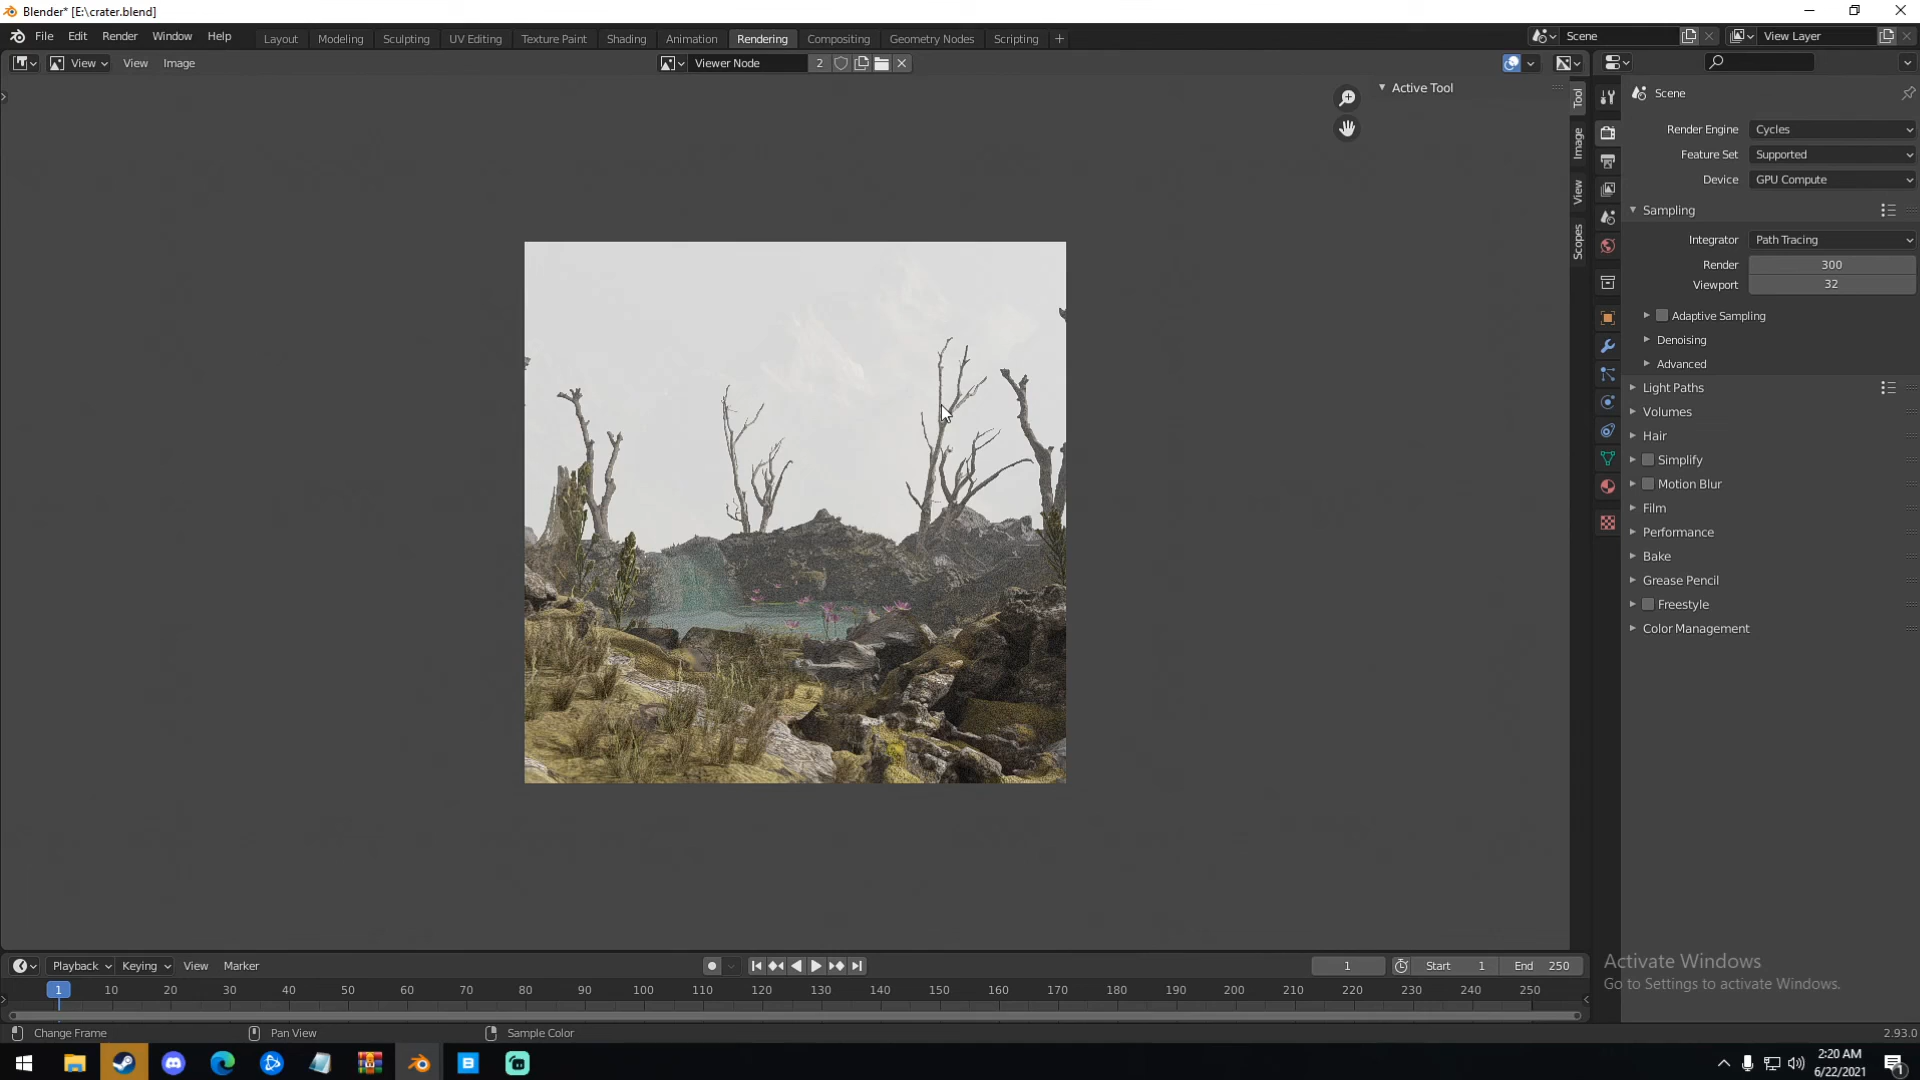 Blender* [E:\crater.blend]
File Edit Render Window Help Layout Modeling Sculpting UV Editing Texture Paint Shading Animation Rendering Compositing Geometry Nodes Scripting + Scene View Layer
View View Image Viewer Node 2
Active Tool
Tool
Image
View
Scopes
Scene
Render Engine Cycles
Feature Set Supported
Device GPU Compute
Sampling
Integrator Path Tracing
Render 300
Viewport 32
Adaptive Sampling
Denoising
Advanced
Light Paths
Volumes
Hair
Simplify
Motion Blur
Film
Performance
Bake
Grease Pencil
Freestyle
Color Management
Activate Windows
Go to Settings to activate Windows.
Playback Keying View Marker 1 Start 1 End 250
1 10 20 30 40 50 60 70 80 90 100 110 120 130 140 150 160 170 180 190 200 210 220 230 240 250
Change Frame Pan View Sample Color 2.93.0
2:20 AM
6/22/2021
1